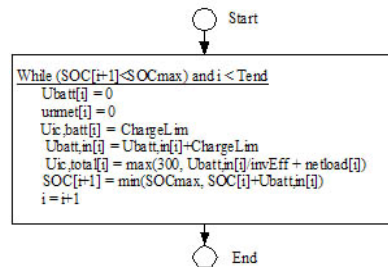 Start
While (SOC[i+1]<SOCmax) and i < Tend
Ubatt[i] = 0
unmet[i] = 0
Uic,batt[i] = ChargeLim
Ubatt,in[i] = Ubatt,in[i]+ChargeLim
Uic,total[i] = max(300, Ubatt,in[i]/invEff + netload[i])
SOC[i+1] = min(SOCmax, SOC[i]+Ubatt,in[i])
i = i+1
End